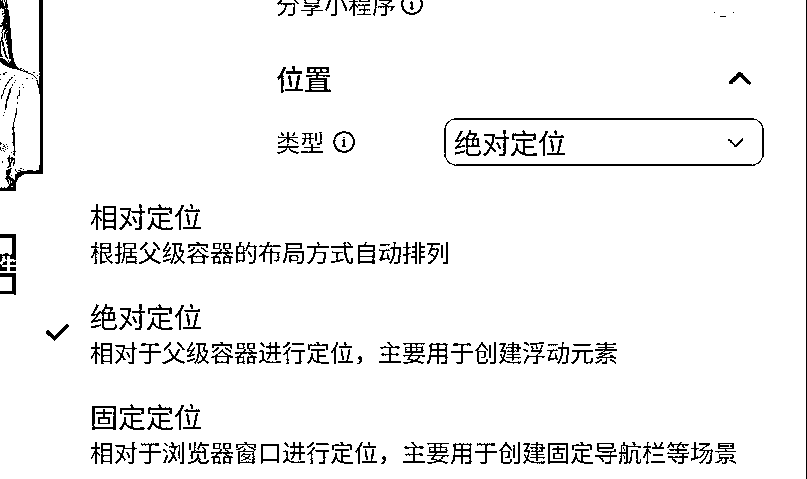 分享小程序
位置
类型
绝对定位
相对定位
根据父级容器的布局方式自动排列
绝对定位
相对于父级容器进行定位，主要用于创建浮动元素
固定定位
相对于浏览器窗口进行定位，主要用于创建固定导航栏等场景